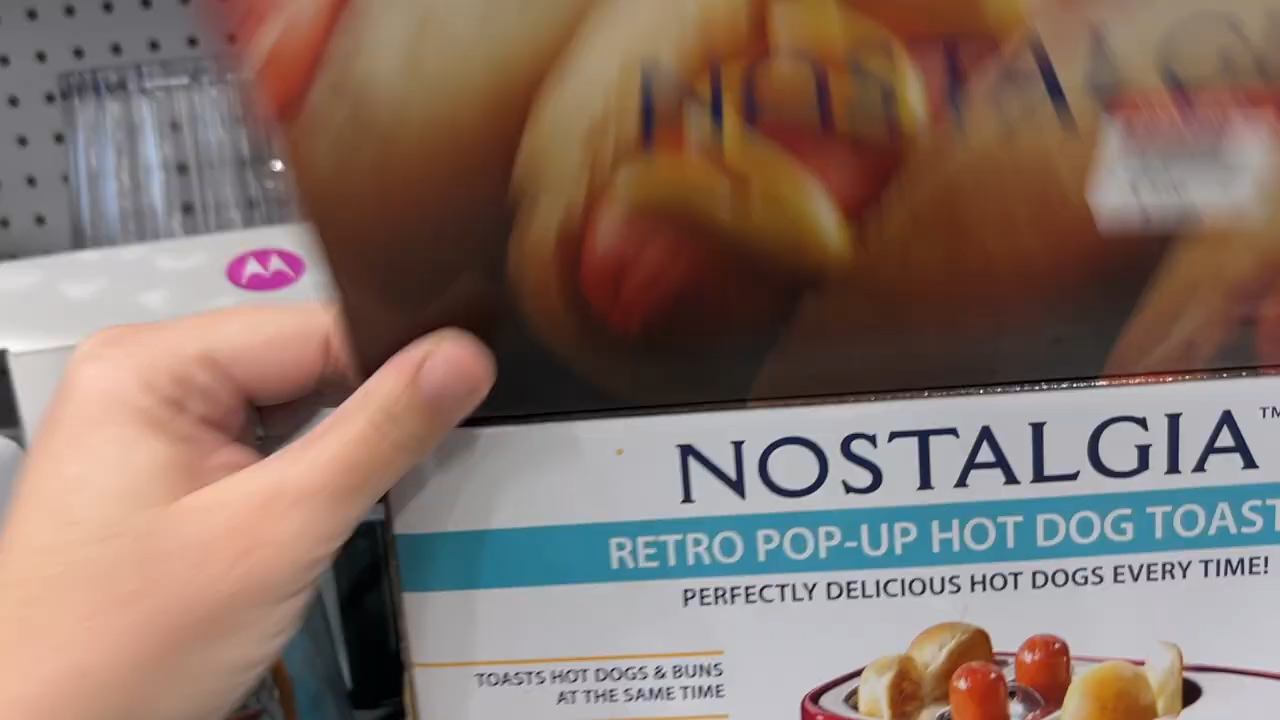 NOSTALG
NOSTALGIA™
RETRO POP-UP HOT DOG TOAST
PERFECTLY DELICIOUS HOT DOGS EVERY TIME!
TOASTS HOT DOGS & BUNS
AT THE SAME TIME